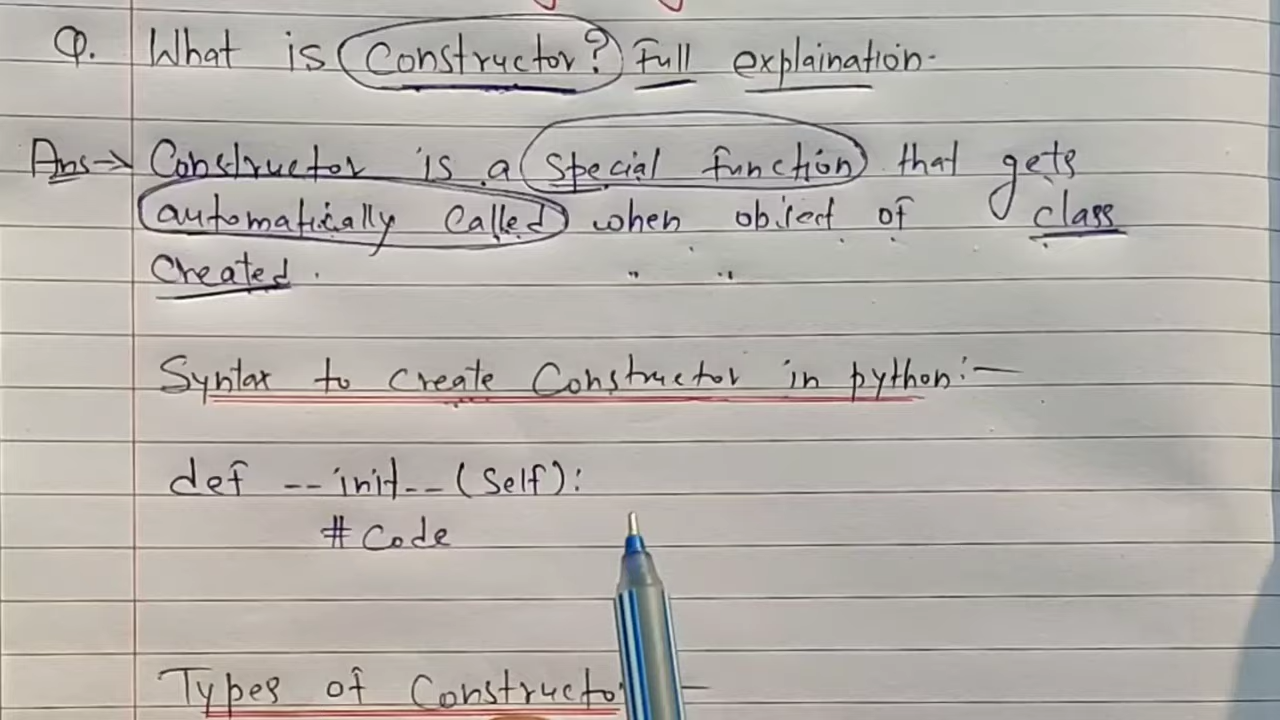 Q. What is Constructor? Full explaination.
Ans→ Constructor is a special function that gets
automatically called when object of class
created.
Syntax to create Constructor in python:-
def --init--(self):
# Code
Types of Constructo